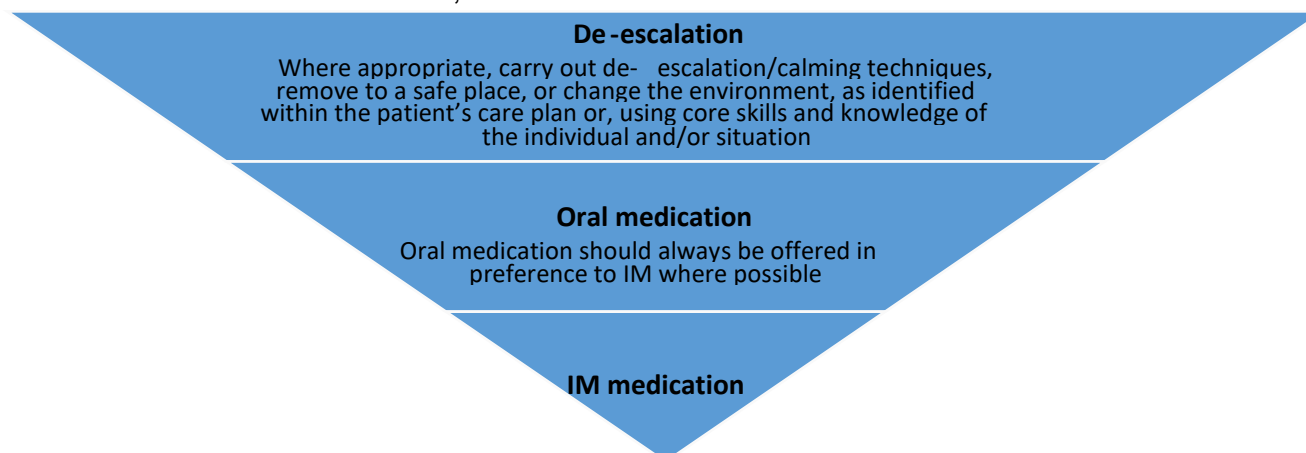 De-escalation
Where appropriate, carry out de- escalation/calming techniques,
remove to a safe place, or change the environment, as identified
within the patient's care plan or, using core skills and knowledge of
the individual and/or situation
Oral medication
Oral medication should always be offered in
preference to IM where possible
IM medication